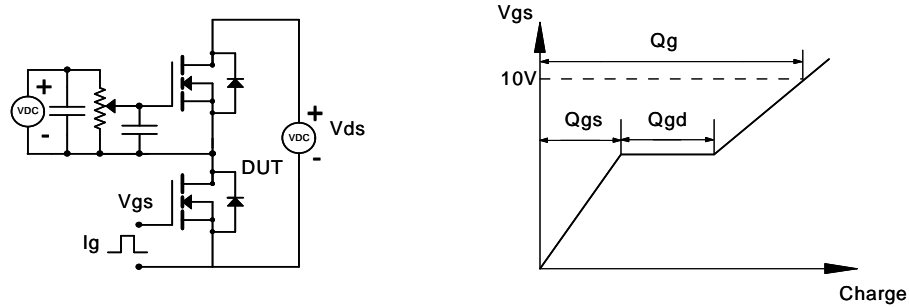 VDC
+
-
Vgs
Ig
DUT
VDC
+
-
Vds
Vgs
10V
Qg
Qgs
Qgd
Charge